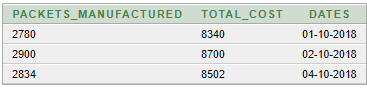 PACKETS_MANUFACTURED TOTAL_COST DATES
2780 8340 01-10-2018
2900 8700 02-10-2018
2834 8502 04-10-2018